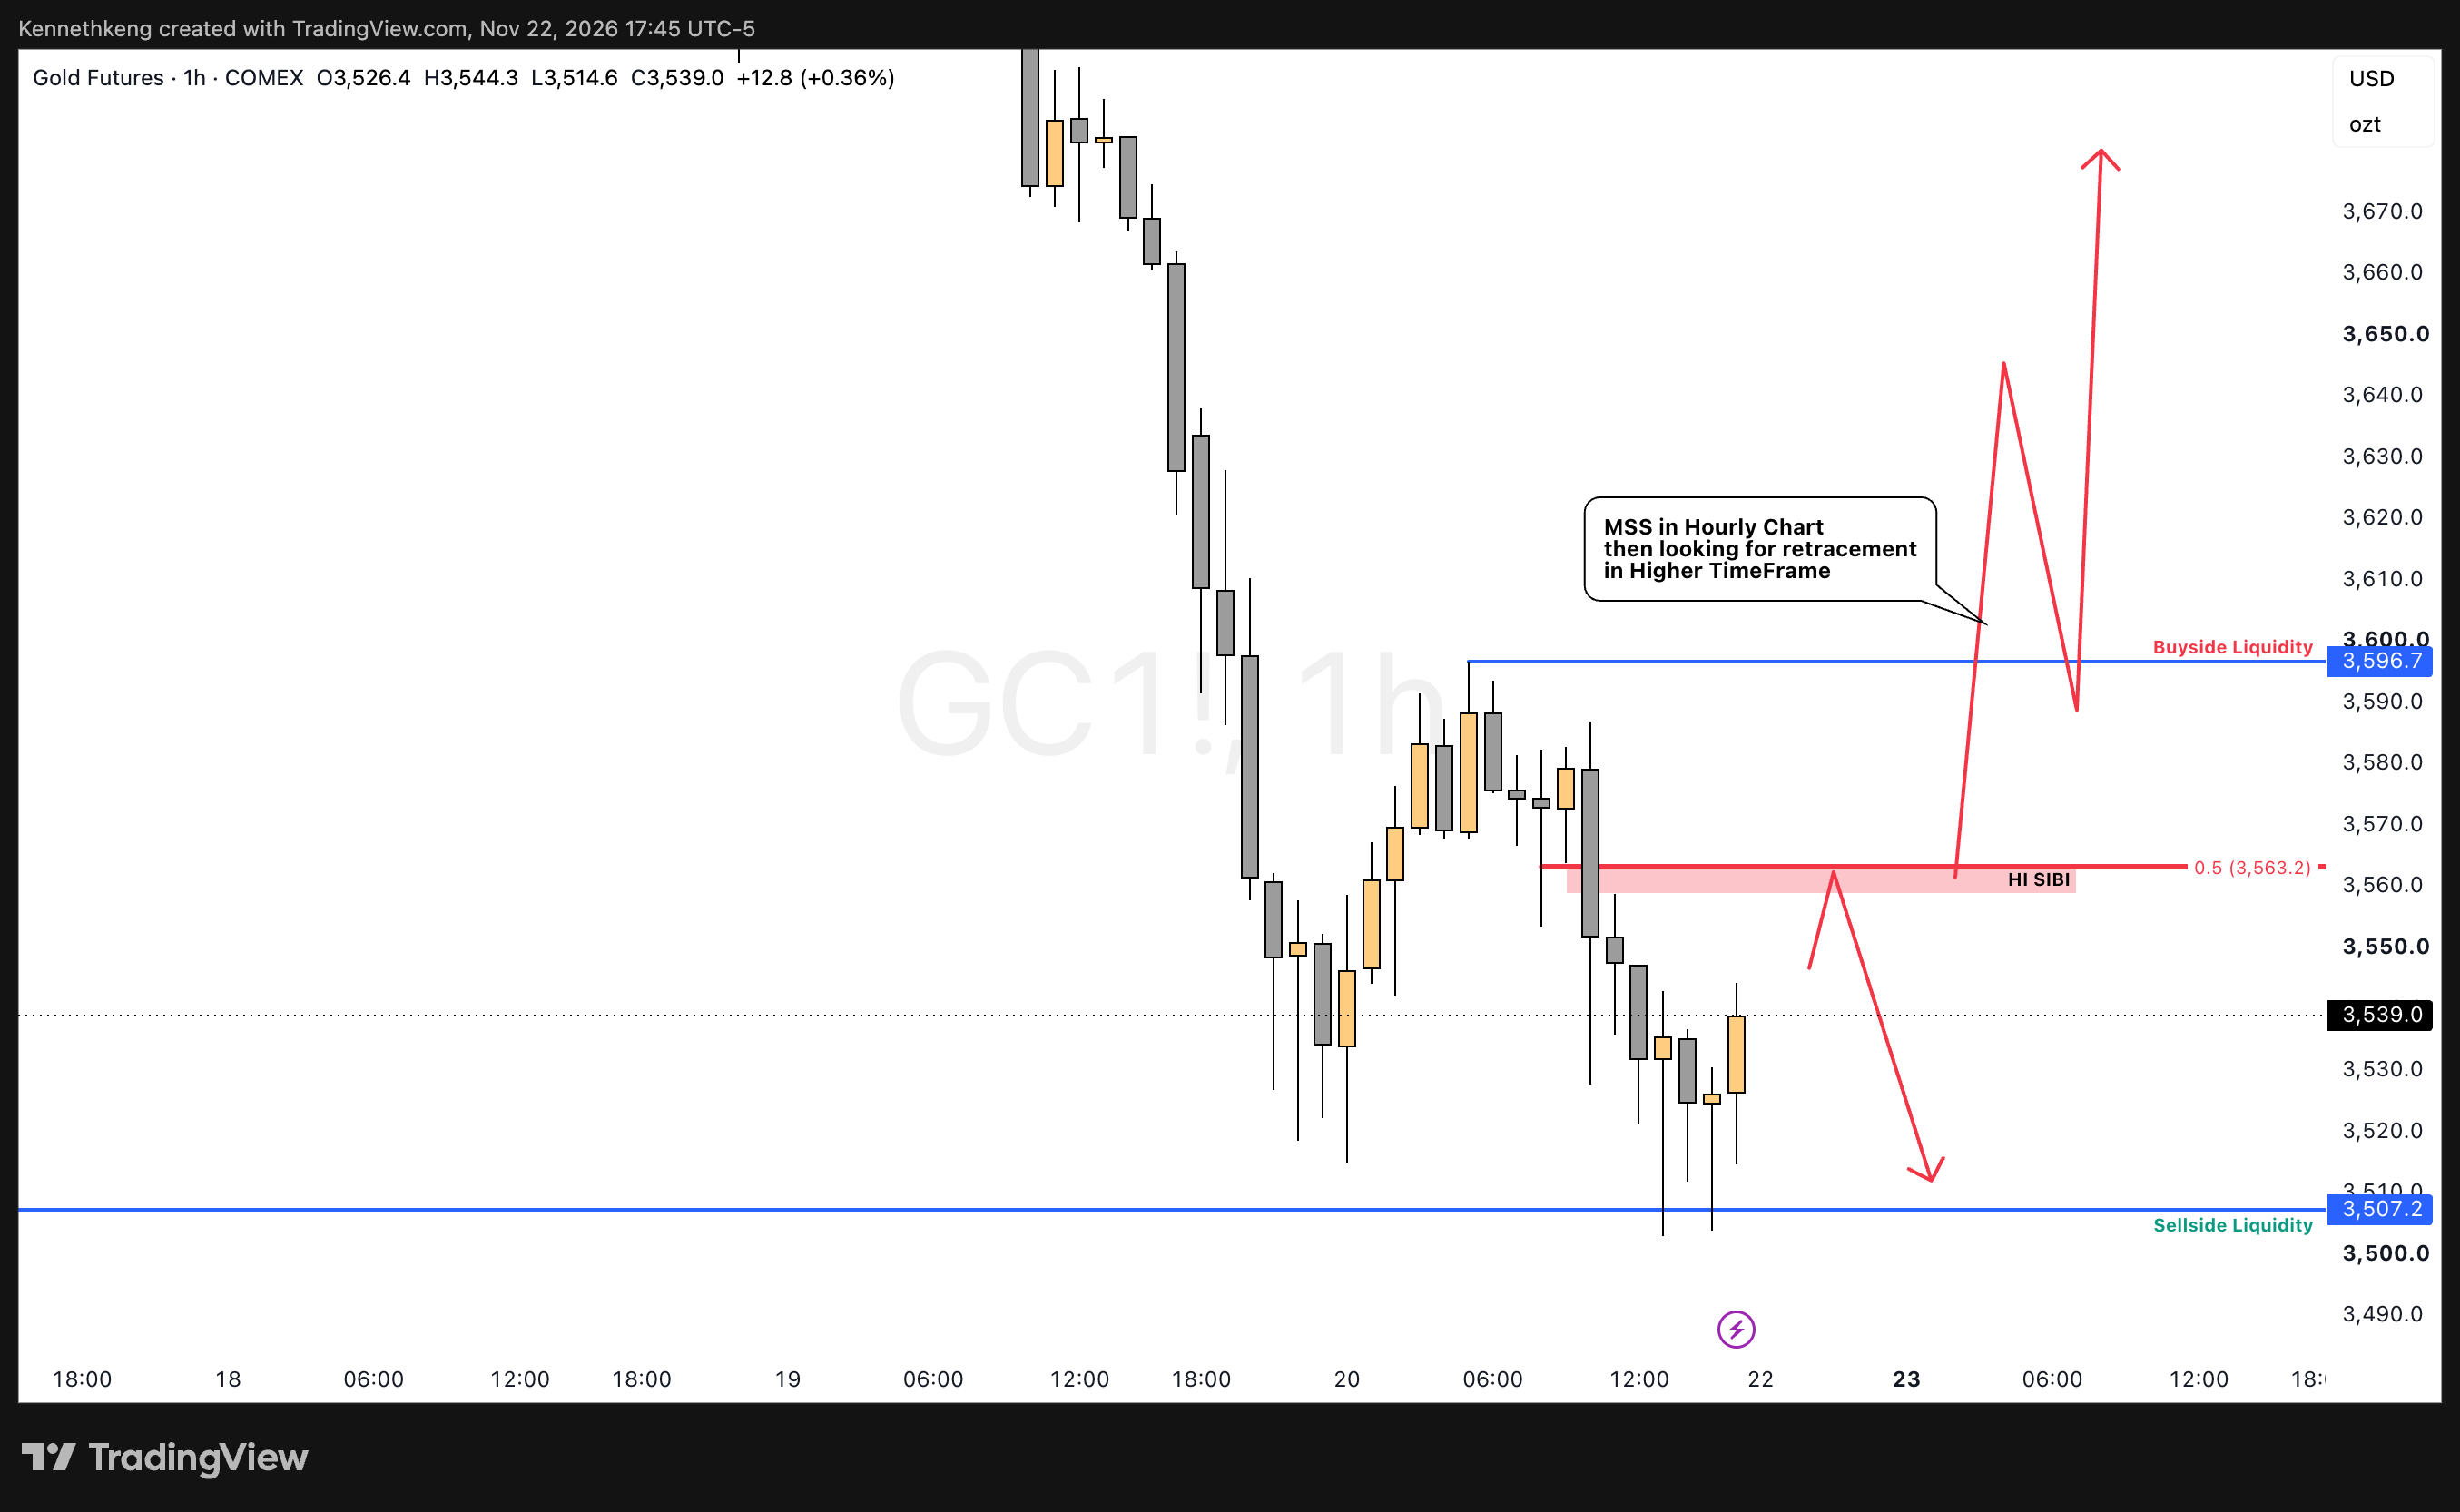 Kennethkeng created with TradingView.com, Nov 22, 2026 17:45 UTC-5
Gold Futures · 1h · COMEX O3,526.4 H3,544.3 L3,514.6 C3,539.0 +12.8 (+0.36%)
USD
ozt
3,670.0
3,660.0
3,650.0
3,640.0
3,630.0
3,620.0
MSS in Hourly Chart
then looking for retracement
in Higher TimeFrame
3,610.0
3,600.0
Buyside Liquidity
3,596.7
GC1!, 1h
3,590.0
3,580.0
3,570.0
0.5 (3,563.2)
HI SIBI
3,560.0
3,550.0
3,539.0
3,530.0
3,520.0
3,510.0
3,507.2
Sellside Liquidity
3,500.0
3,490.0
18:00 18 06:00 12:00 18:00 19 06:00 12:00 18:00 20 06:00 12:00 22 23 06:00 12:00 18:
TradingView